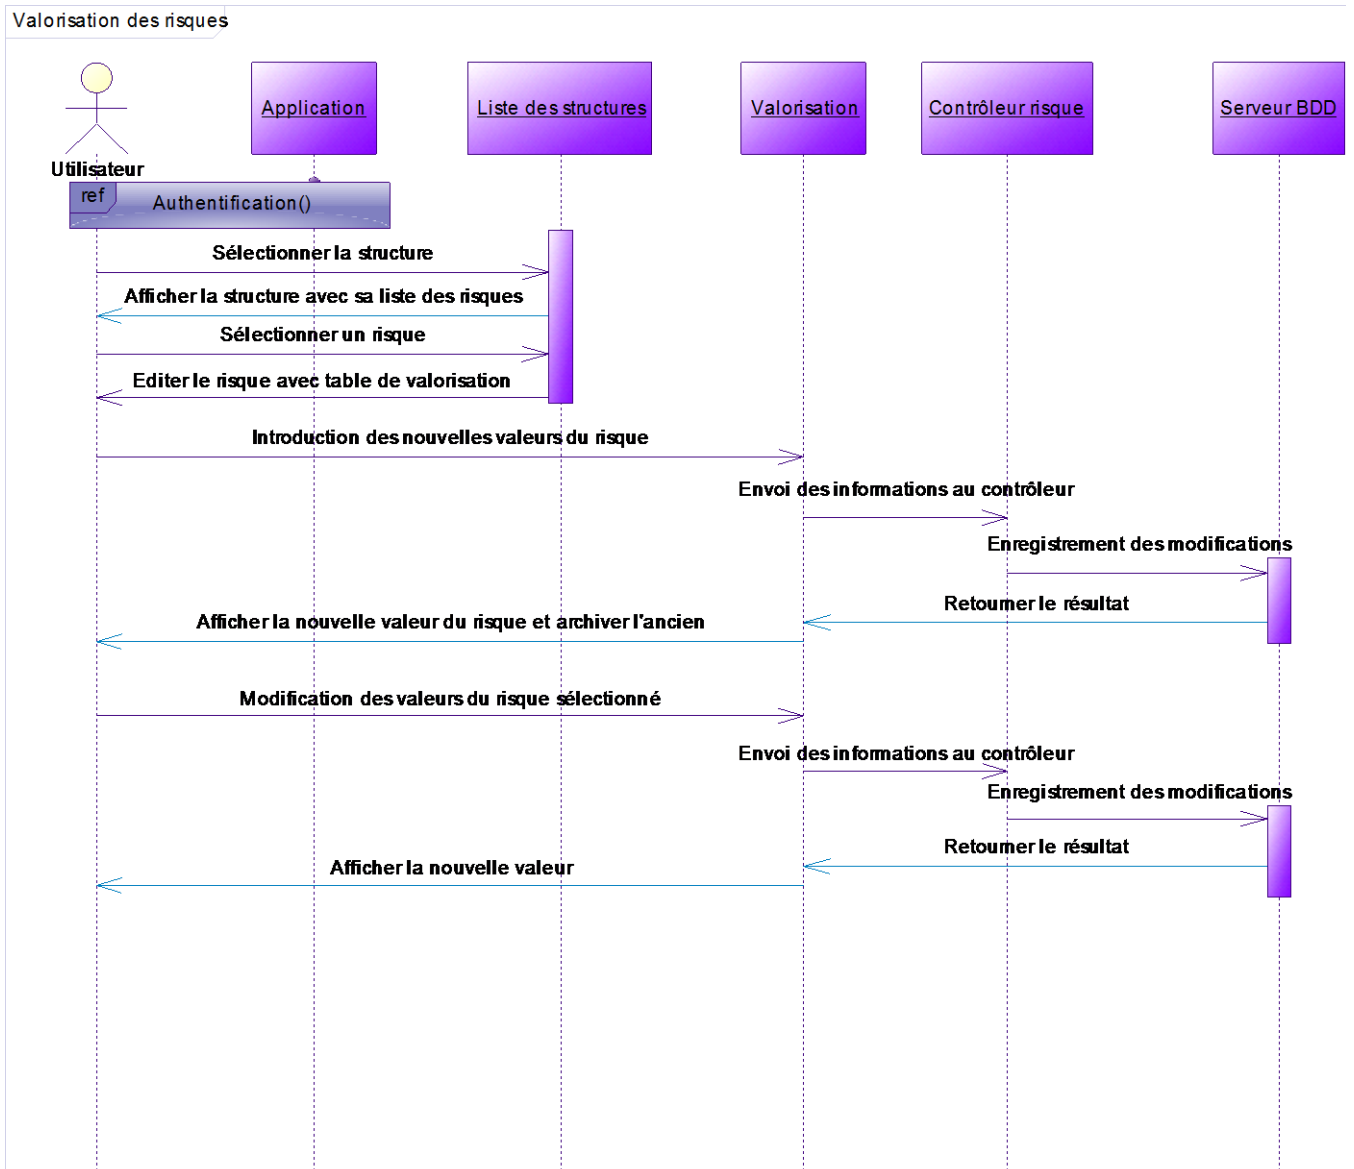 Valorisation des risques
Application
Liste des structures
Valorisation
Contrôleur risque
Serveur BDD
Utilisateur
ref
Authentification()
Sélectionner la structure
Afficher la structure avec sa liste des risques
Sélectionner un risque
Editer le risque avec table de valorisation
Introduction des nouvelles valeurs du risque
Envoi des informations au contrôleur
Enregistrement des modifications
Retourner le résultat
Afficher la nouvelle valeur du risque et archiver l'ancien
Modification des valeurs du risque sélectionné
Envoi des informations au contrôleur
Enregistrement des modifications
Retourner le résultat
Afficher la nouvelle valeur